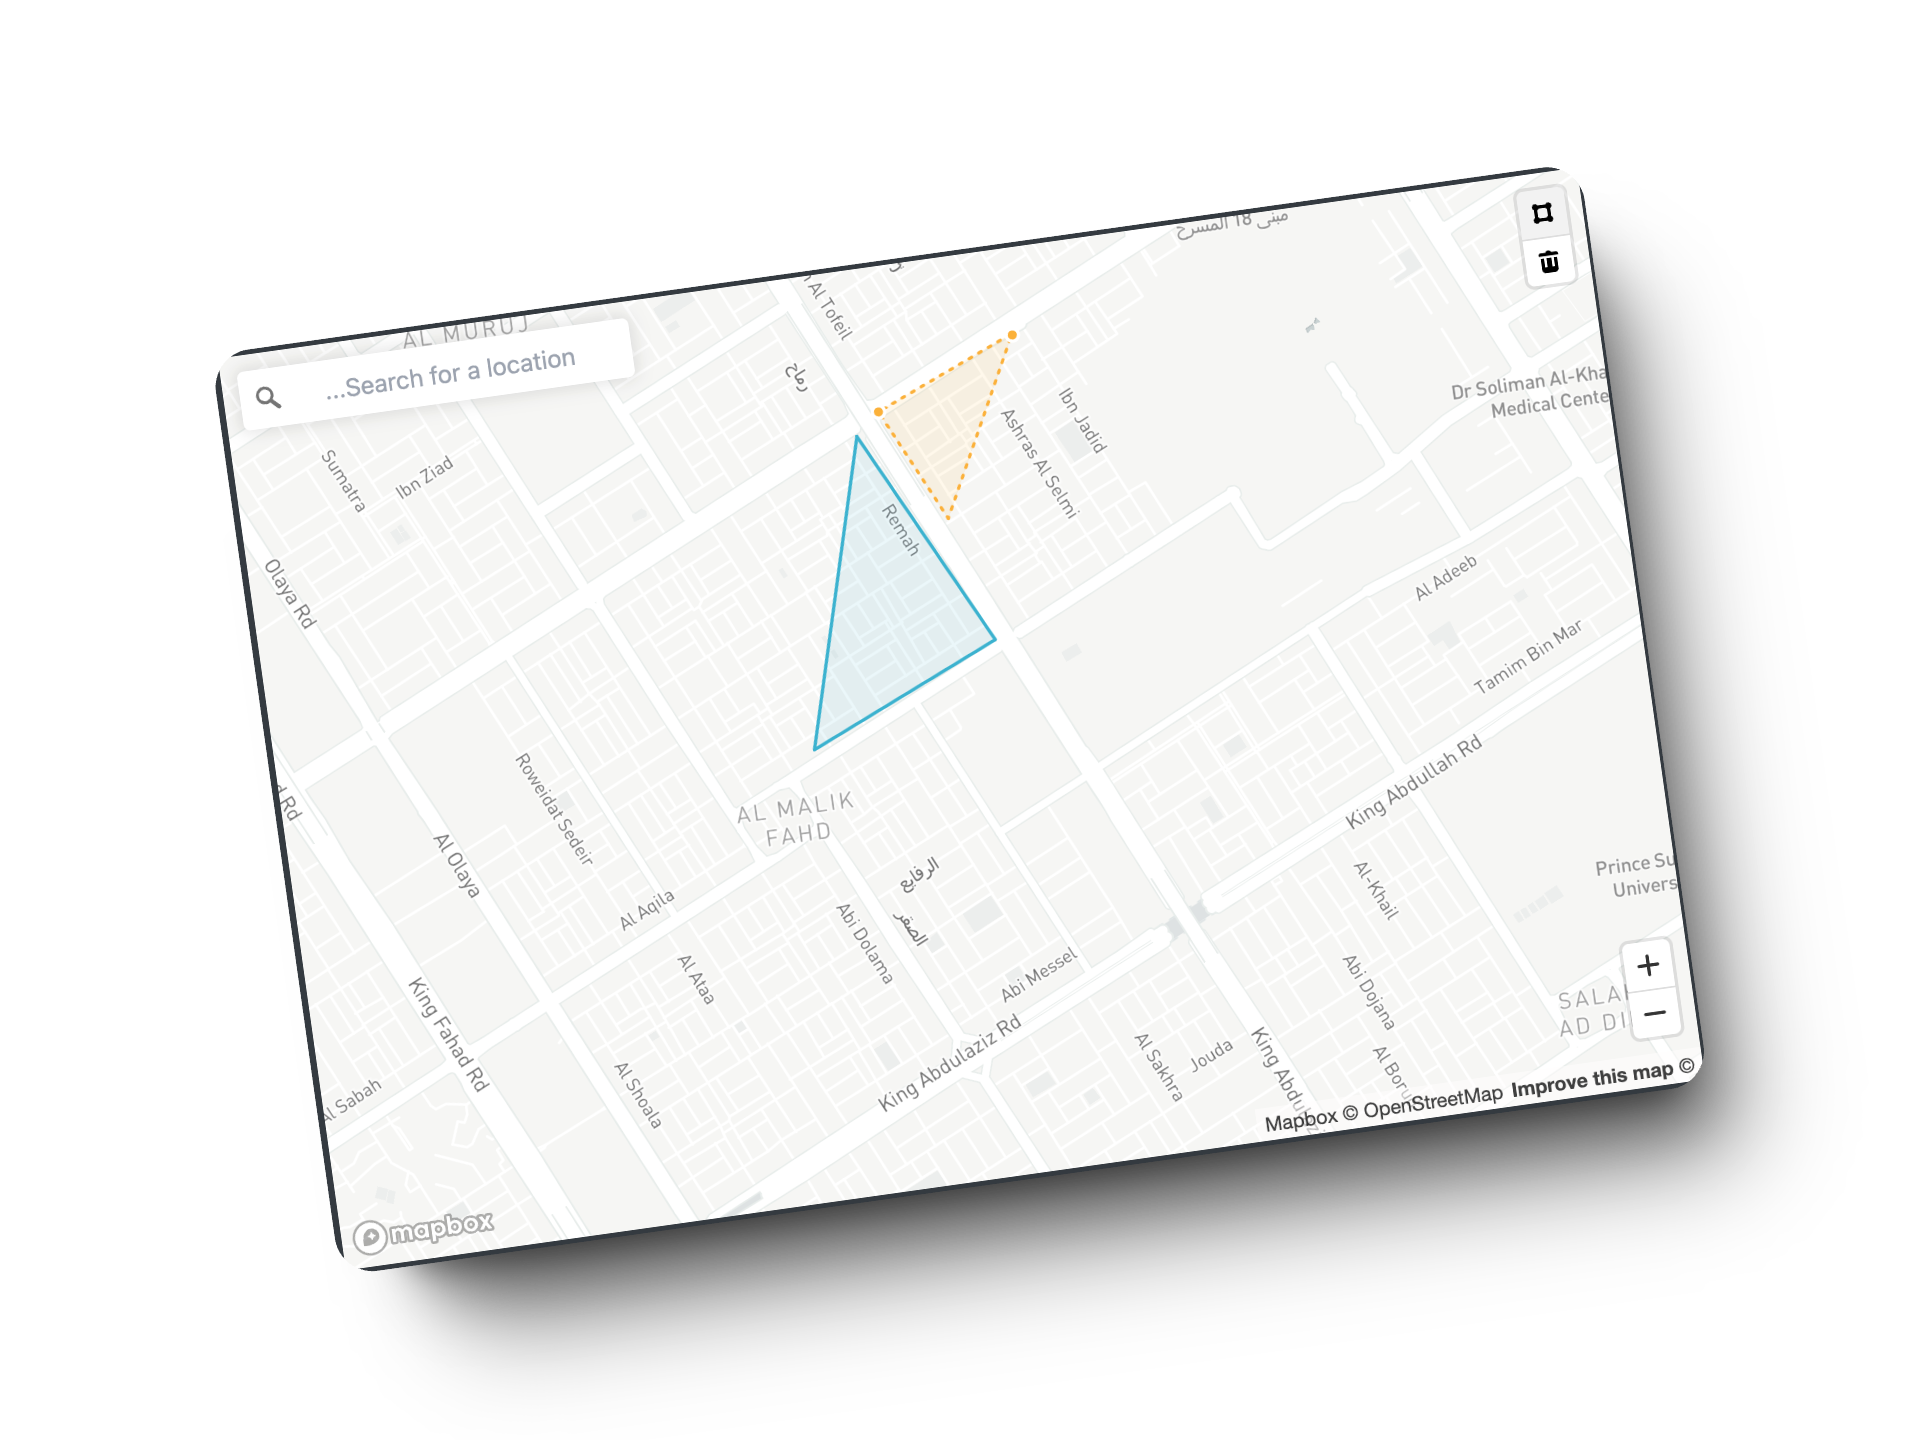 مبنى 18 المسرح
Al Tofeil
AL MURUJ
...Search for a location
رماح
Dr Soliman Al-Kha
Medical Cente
Ibn Jadid
Ashras Al Selmi
Sumatra
Ibn Ziad
Remah
Olaya Rd
Al Adeeb
Tamim Bin Mar
d Rd
Roweidat Sedeir
King Abdullah Rd
AL MALIK
FAHD
Al Olaya
الرفايع
Al-Khail
Prince Su
Univers
Al Aqila
الصقر
Abi Dolama
Al Ataa
Abi Messel
Abi Dojana
SALAH
AD DI
King Fahad Rd
King Abdulaziz Rd
Al Sakhra
Jouda
King Abdul
Al Boru
Al Sabah
Al Shoala
Mapbox © OpenStreetMap Improve this map ©
mapbox